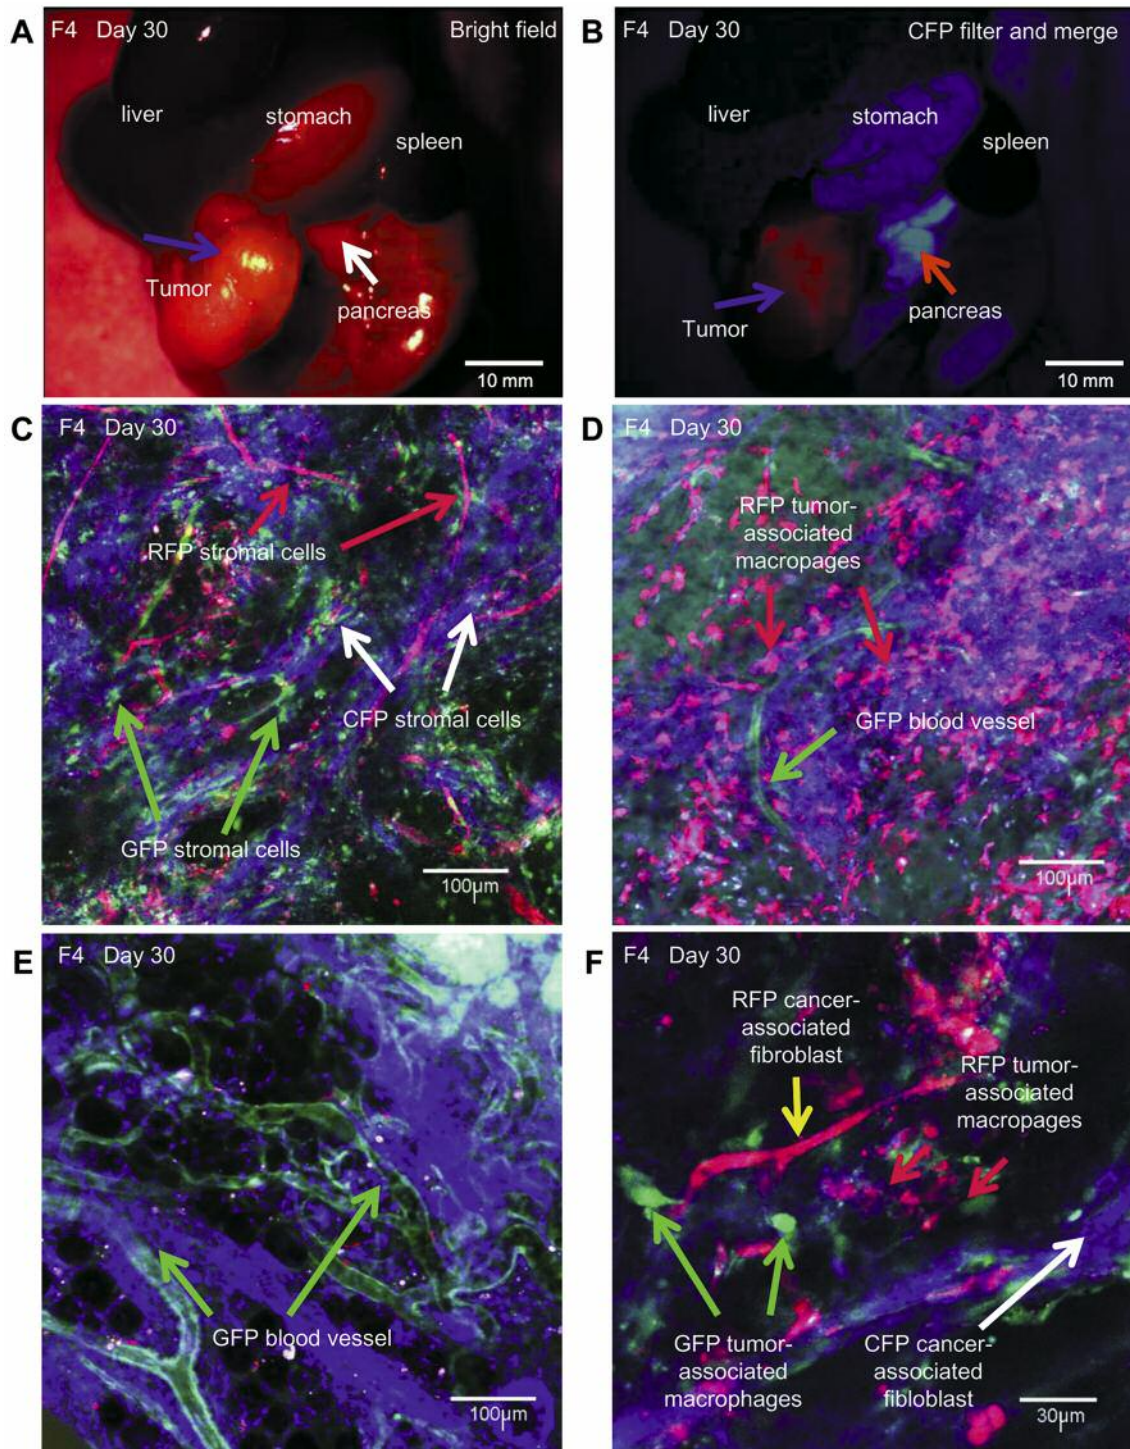 A
F4 Day 30
Bright field
liver
stomach
spleen
Tumor
pancreas
10 mm
B
F4 Day 30
CFP filter and merge
liver
stomach
spleen
Tumor
pancreas
10 mm
C
F4 Day 30
RFP stromal cells
CFP stromal cells
GFP stromal cells
100μm
D
F4 Day 30
RFP tumor-
associated
macropages
GFP blood vessel
100μm
E
F4 Day 30
GFP blood vessel
100μm
F
F4 Day 30
RFP cancer-
associated
fibroblast
RFP tumor-
associated
macropages
GFP tumor-
associated
macrophages
CFP cancer-
associated
fibloblast
30μm